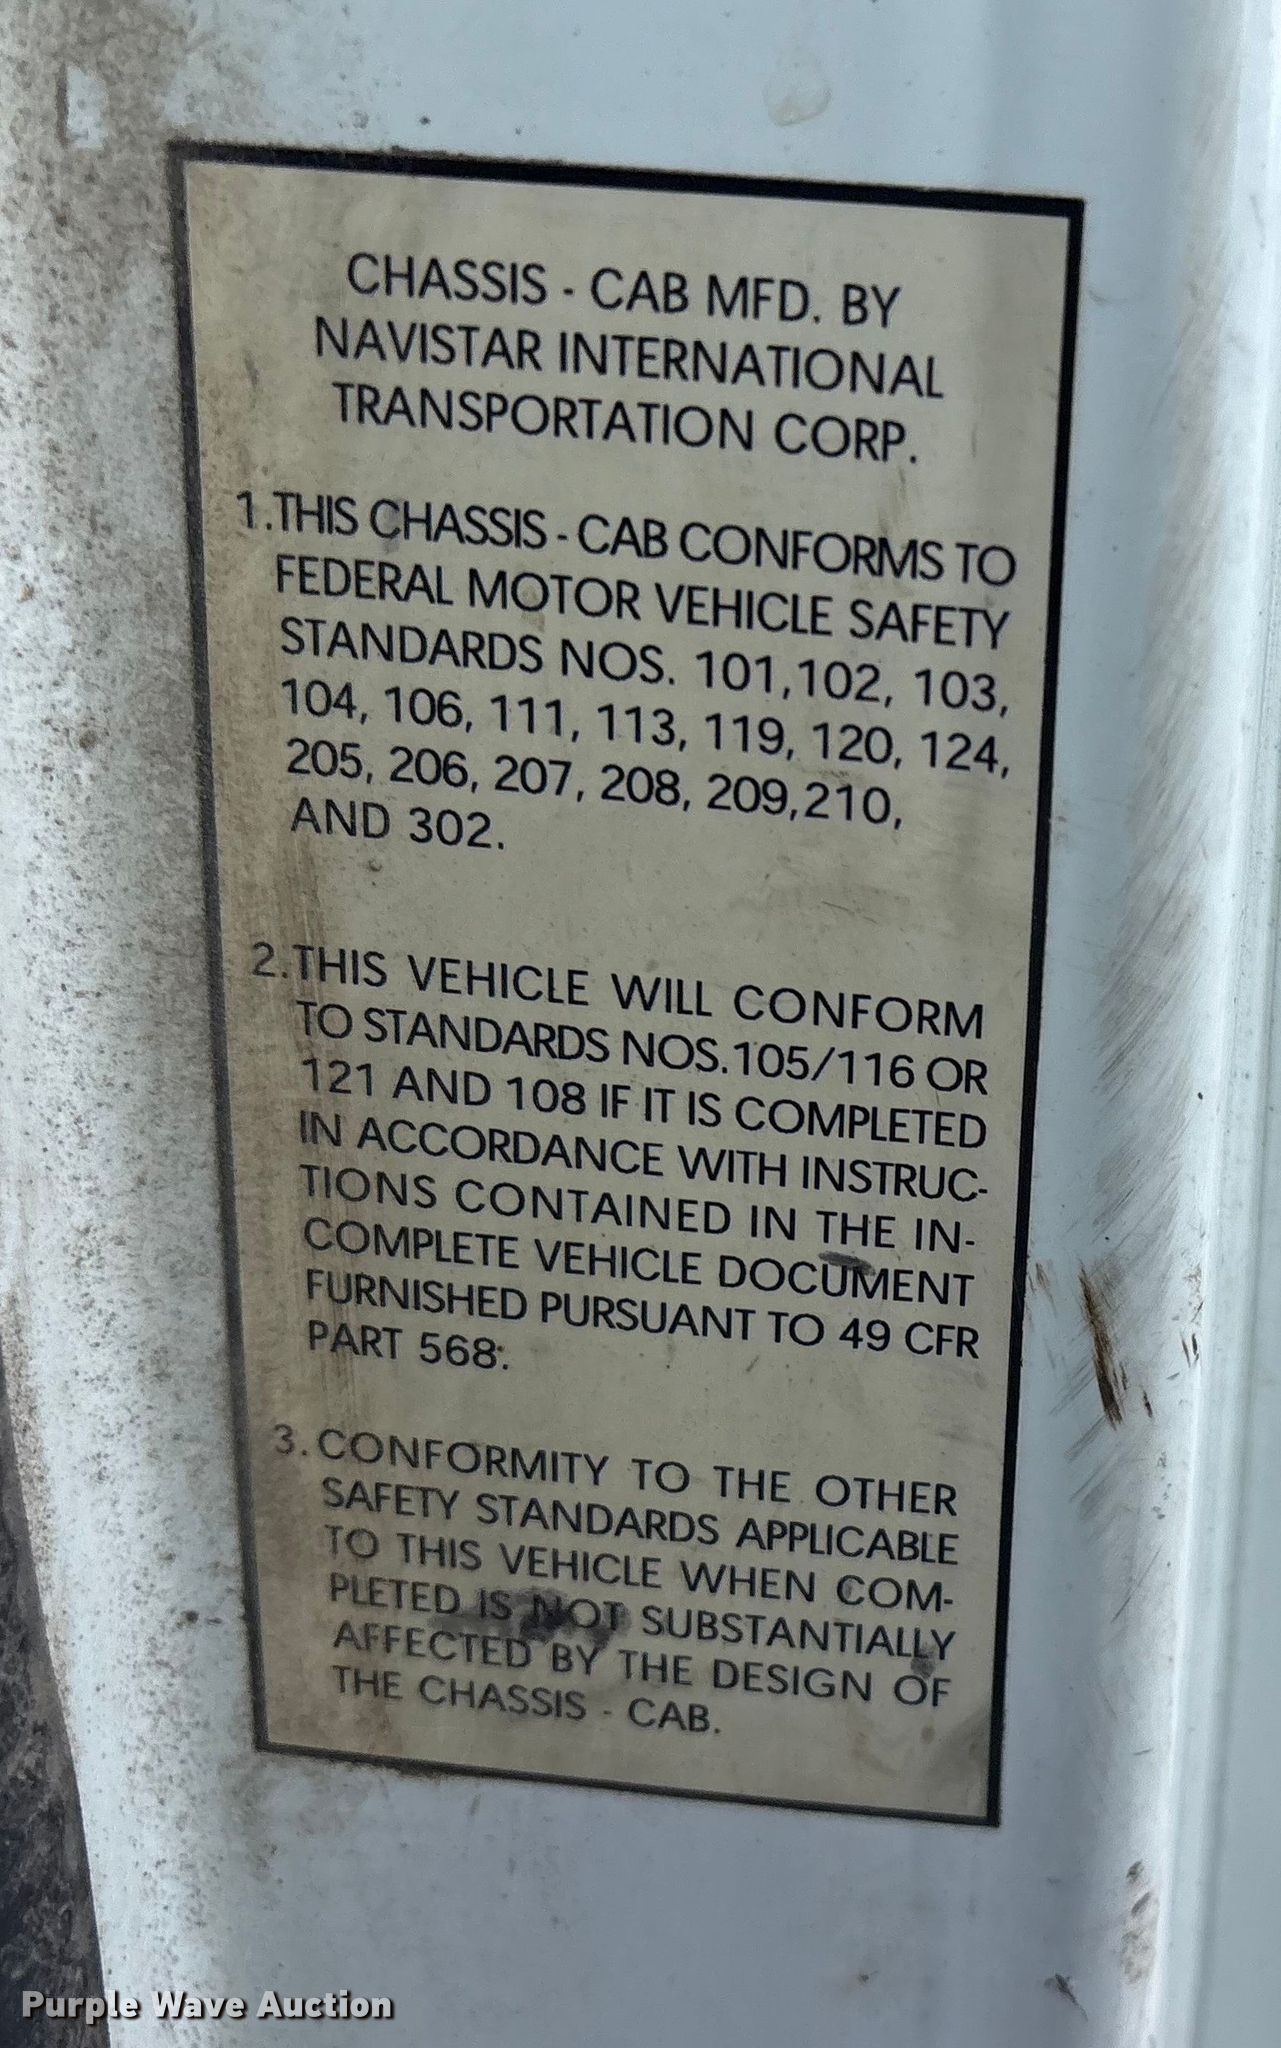 CHASSIS - CAB MFD. BY
NAVISTAR INTERNATIONAL
TRANSPORTATION CORP.
1. THIS CHASSIS - CAB CONFORMS TO
FEDERAL MOTOR VEHICLE SAFETY
STANDARDS NOS. 101,102, 103,
104, 106, 111, 113, 119, 120, 124,
205, 206, 207, 208, 209,210,
AND 302.
2. THIS VEHICLE WILL CONFORM
TO STANDARDS NOS.105/116 OR
121 AND 108 IF IT IS COMPLETED
IN ACCORDANCE WITH INSTRUC-
TIONS CONTAINED IN THE IN-
COMPLETE VEHICLE DOCUMENT
FURNISHED PURSUANT TO 49 CFR
PART 568.
3. CONFORMITY TO THE OTHER
SAFETY STANDARDS APPLICABLE
TO THIS VEHICLE WHEN COM-
PLETED IS NOT SUBSTANTIALLY
AFFECTED BY THE DESIGN OF
THE CHASSIS - CAB.
Purple Wave Auction